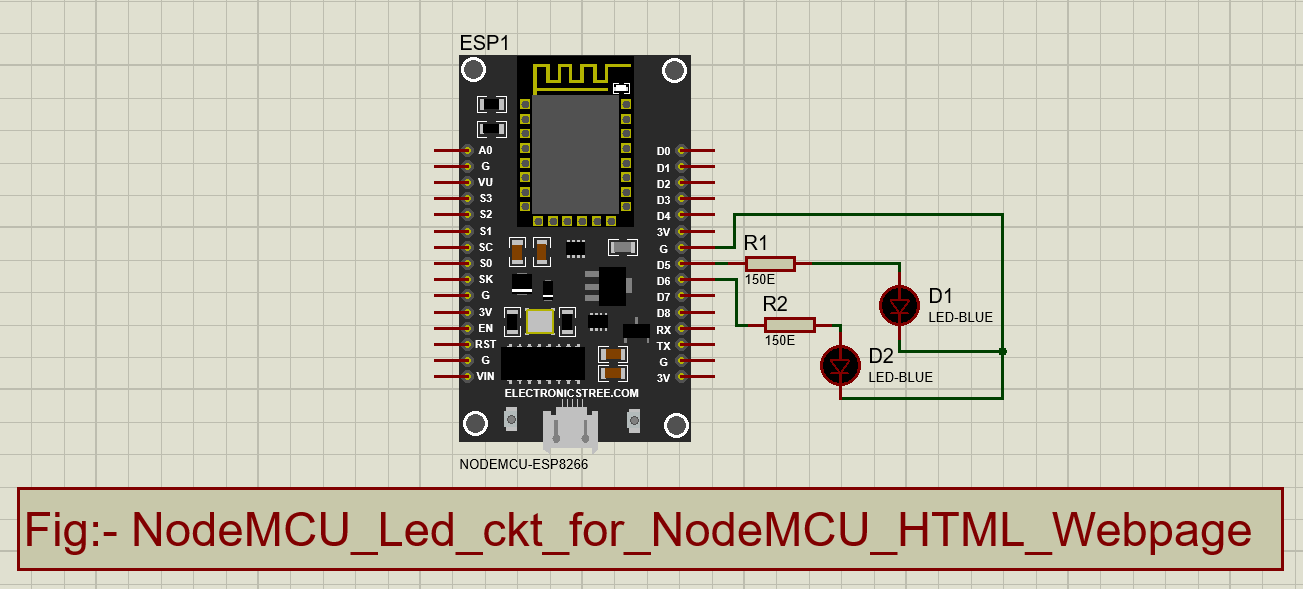 ESP1
A0
G
VU
S3
S2
S1
SC
S0
SK
G
3V
EN
RST
G
VIN
D0
D1
D2
D3
D4
3V
G
D5
D6
D7
D8
RX
TX
G
3V
ELECTRONICSTREE.COM
NODEMCU-ESP8266
R1
150E
R2
150E
D1
LED-BLUE
D2
LED-BLUE
Fig:- NodeMCU_Led_ckt_for_NodeMCU_HTML_Webpage